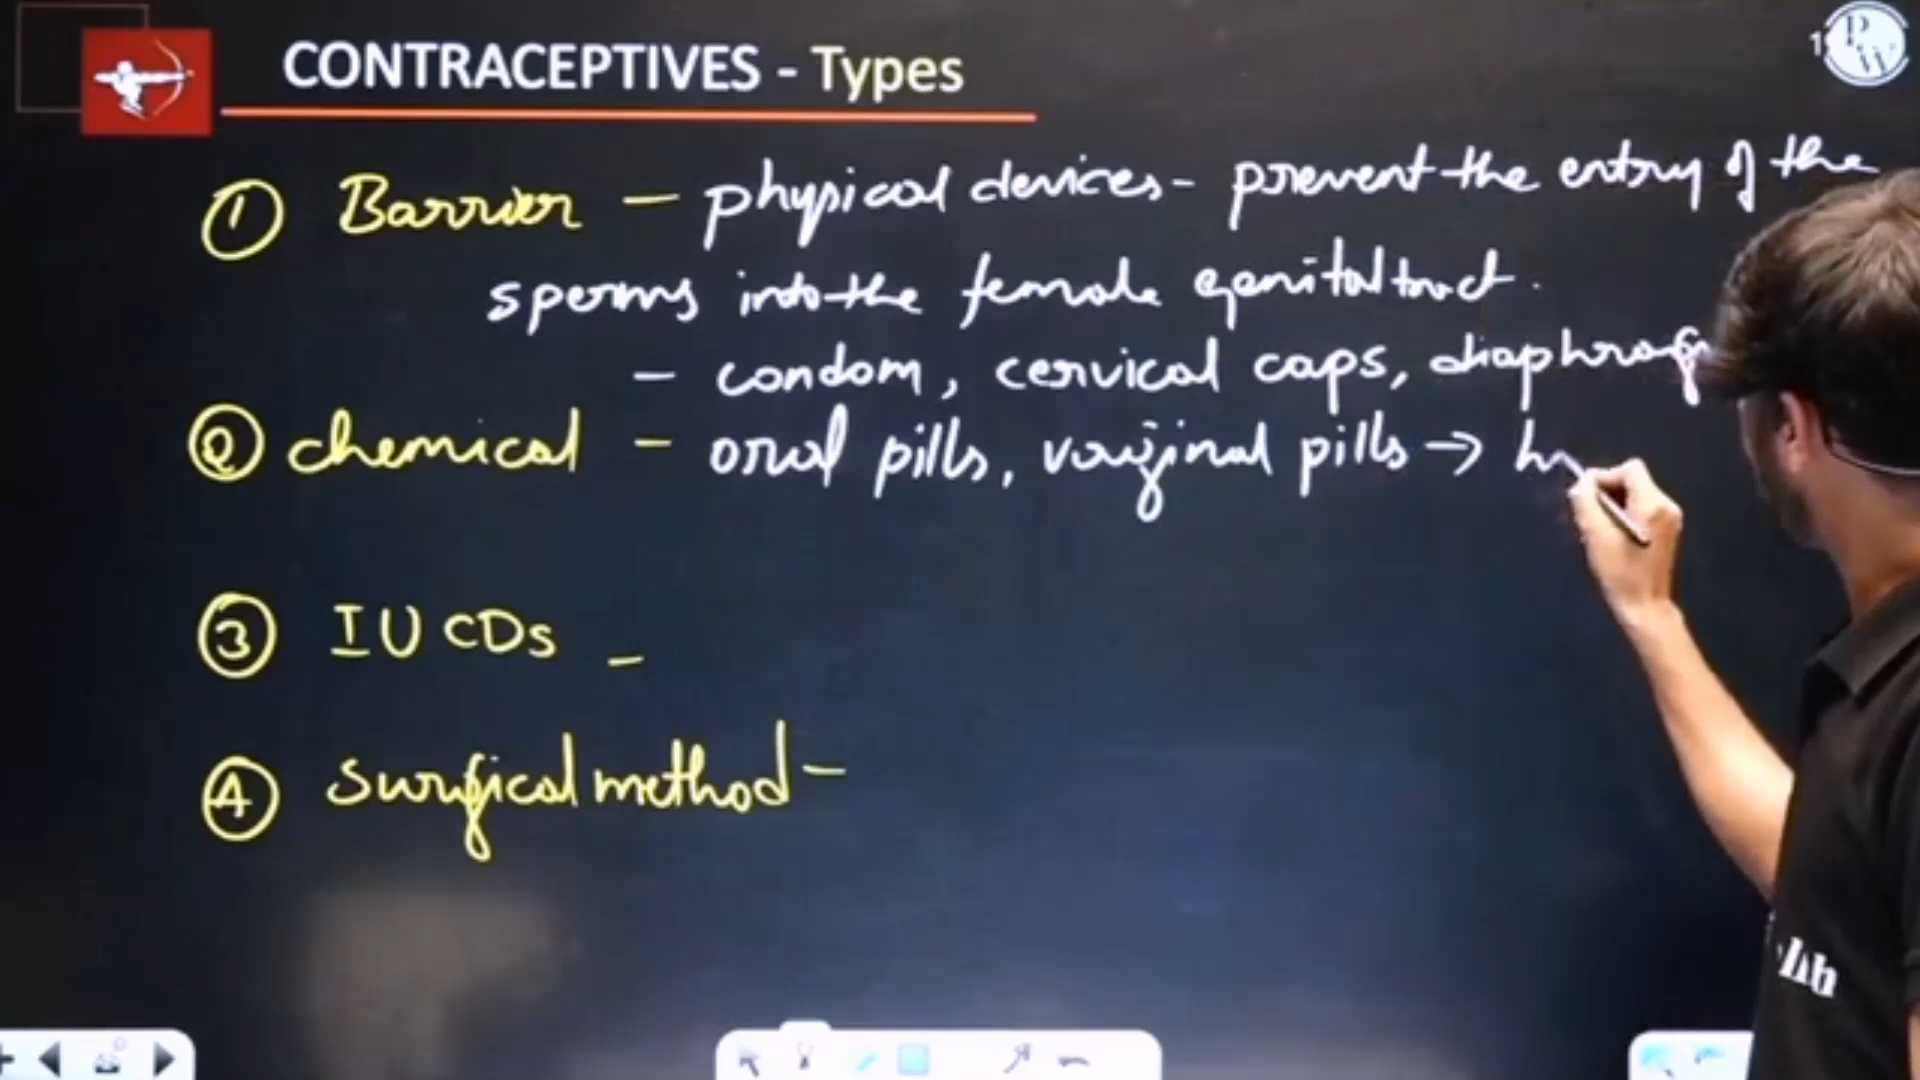 CONTRACEPTIVES - Types
① Barrier — physical devices - prevent the entry of the
sperms into the female genital tract.
— condom, cervical caps,
② chemical — oral pills, vaginal pills →
③ IUCDs —
④ surgical method —
PW